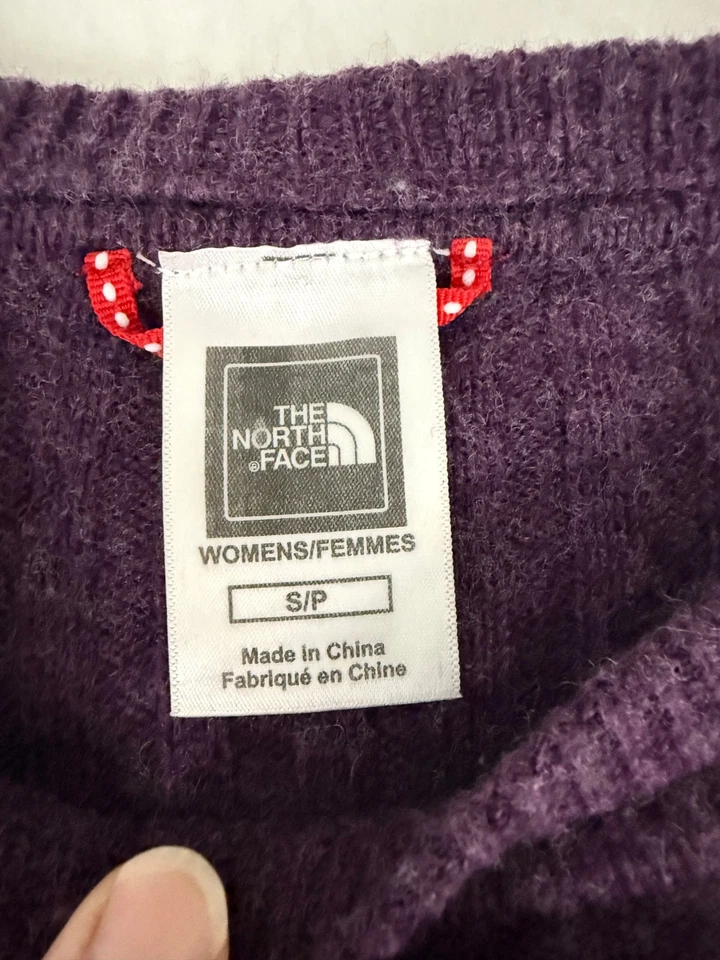 THE
NORTH
®FACE
WOMENS/FEMMES
S/P
Made in China
Fabriqué en Chine